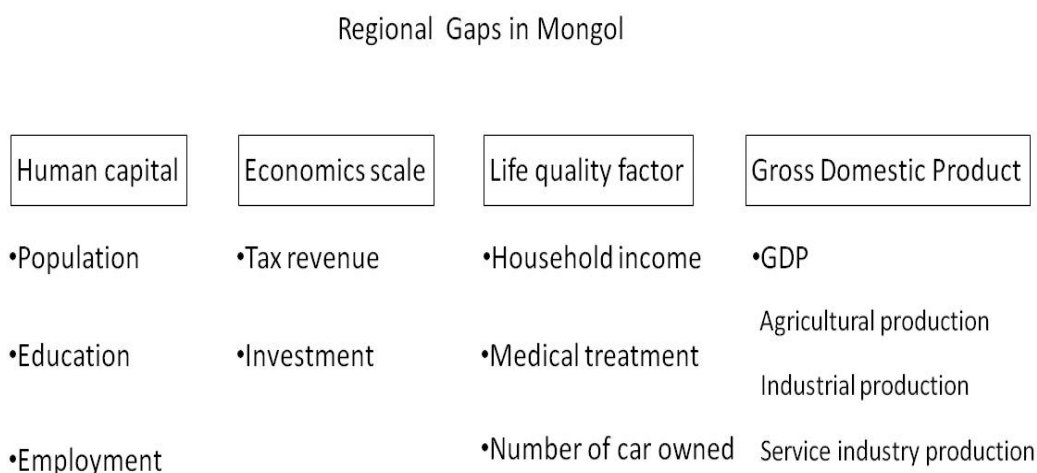 Regional Gaps in Mongol
Human capital
•Population
•Education
•Employment
Economics scale
•Tax revenue
•Investment
Life quality factor
•Household income
•Medical treatment
•Number of car owned
Gross Domestic Product
•GDP
Agricultural production
Industrial production
Service industry production